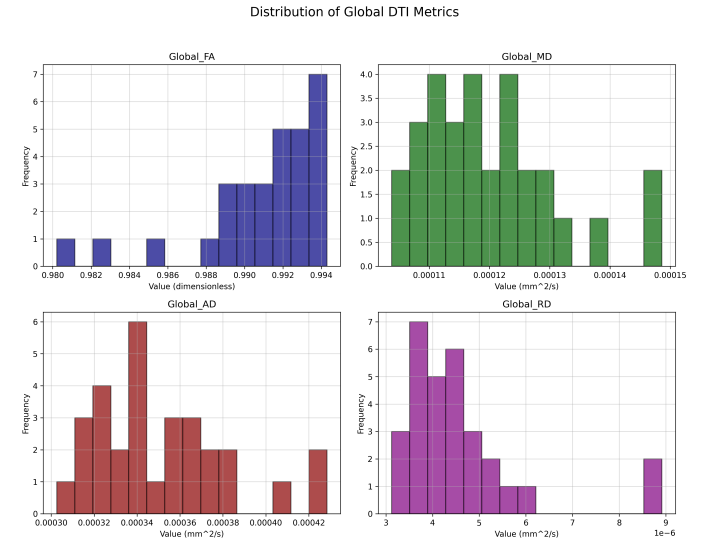 Distribution of Global DTI Metrics
Global_FA
Frequency
7
6
5
4
3
2
1
0
0.980 0.982 0.984 0.986 0.988 0.990 0.992 0.994
Value (dimensionless)
Global_MD
Frequency
4.0
3.5
3.0
2.5
2.0
1.5
1.0
0.5
0.0
0.00011 0.00012 0.00013 0.00014 0.00015
Value (mm^2/s)
Global_AD
Frequency
6
5
4
3
2
1
0
0.00030 0.00032 0.00034 0.00036 0.00038 0.00040 0.00042
Value (mm^2/s)
Global_RD
Frequency
7
6
5
4
3
2
1
0
3 4 5 6 7 8 9
1e−6
Value (mm^2/s)